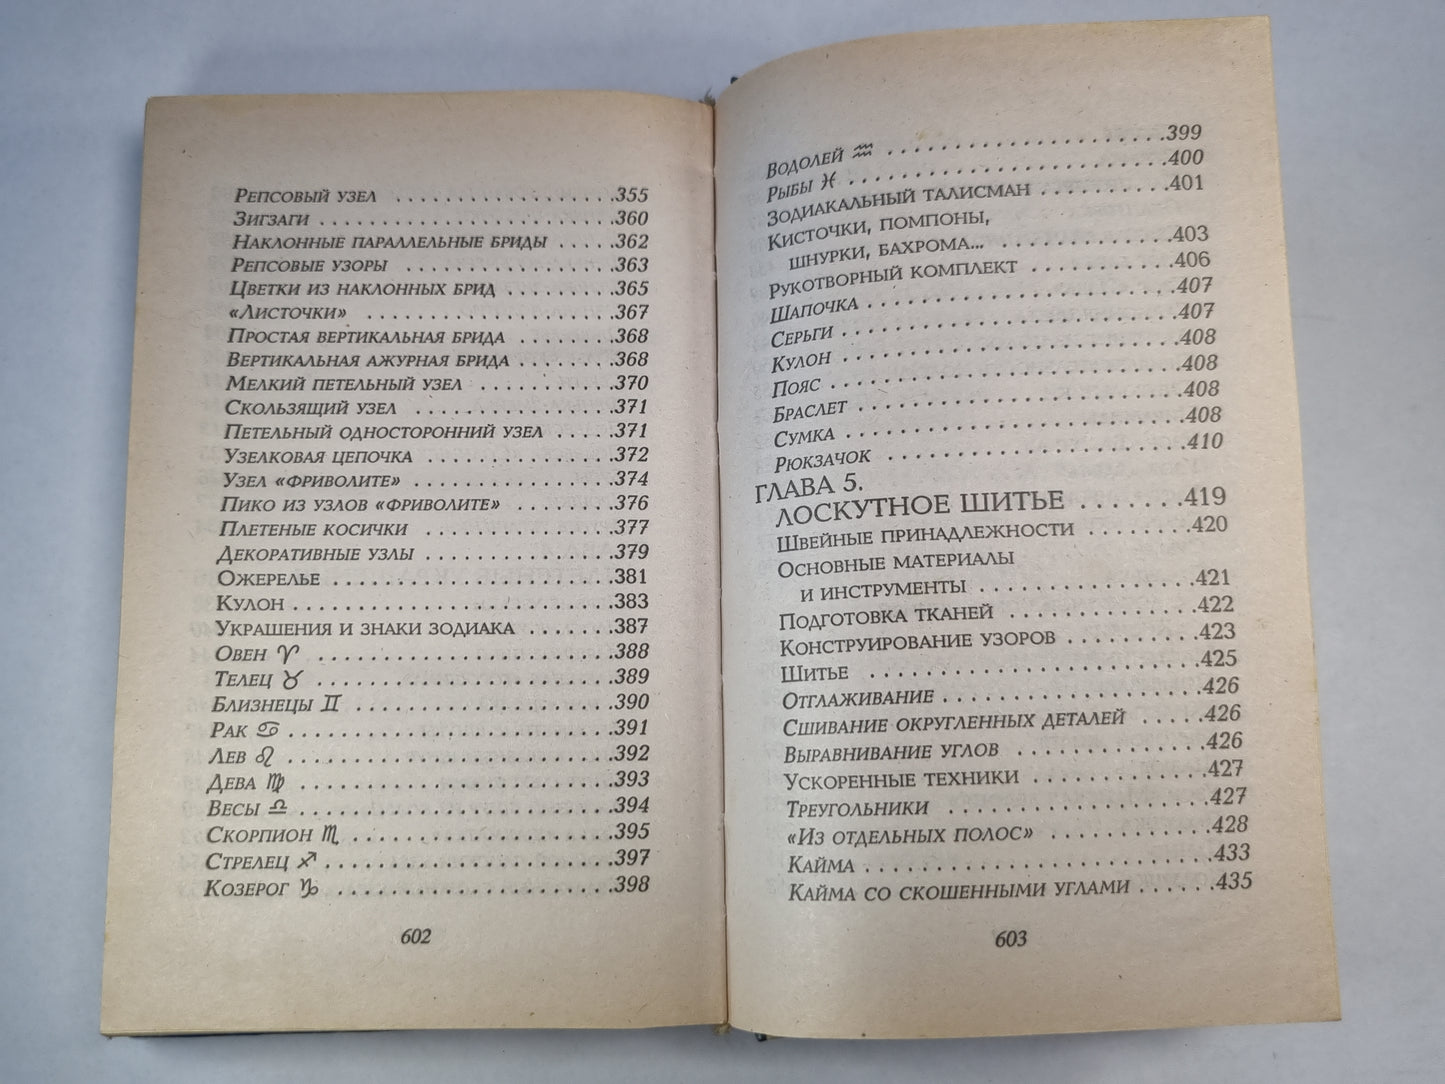 Репсовый узел ....................355
Зигзаги ....................360
Наклонные параллельные бриды .....362
Репсовые узоры ....................363
Цветки из наклонных брид .........365
«Листочки» ....................367
Простая вертикальная брида ........368
Вертикальная ажурная брида ........368
Мелкий петельный узел ...........370
Скользящий узел ................371
Петельный односторонний узел .....371
Узелковая цепочка ...............372
Узел «фриволите» ................374
Пико из узлов «фриволите» .........376
Плетеные косички ................377
Декоративные узлы ...............379
Ожерелье ....................381
Кулон ....................383
Украшения и знаки зодиака .......387
Овен ♈ ....................388
Телец ♉ ....................389
Близнецы ♊ ....................390
Рак ♋ ....................391
Лев ♌ ....................392
Дева ♍ ....................393
Весы ♎ ....................394
Скорпион ♏ ....................395
Стрелец ♐ ....................397
Козерог ♑ ....................398
602
Водолей ♒ ....................399
Рыбы ♓ ....................400
Зодиакальный талисман ..........401
Кисточки, помпоны,
шнурки, бахрома... .............403
Рукотворный комплект ...........406
Шапочка ....................407
Серьги ....................407
Кулон ....................408
Пояс ....................408
Браслет ....................408
Сумка ....................408
Рюкзачок ....................410
ГЛАВА 5.
ЛОСКУТНОЕ ШИТЬЕ .......419
Швейные принадлежности ........420
Основные материалы
и инструменты .................421
Подготовка тканей ..............422
Конструирование узоров ..........423
Шитье ....................425
Отглаживание ....................426
Сшивание округленных деталей .....426
Выравнивание углов ..............426
Ускоренные техники .............427
Треугольники ....................427
«Из отдельных полос» ............428
Кайма ....................433
Кайма со скошенными углами ......435
603